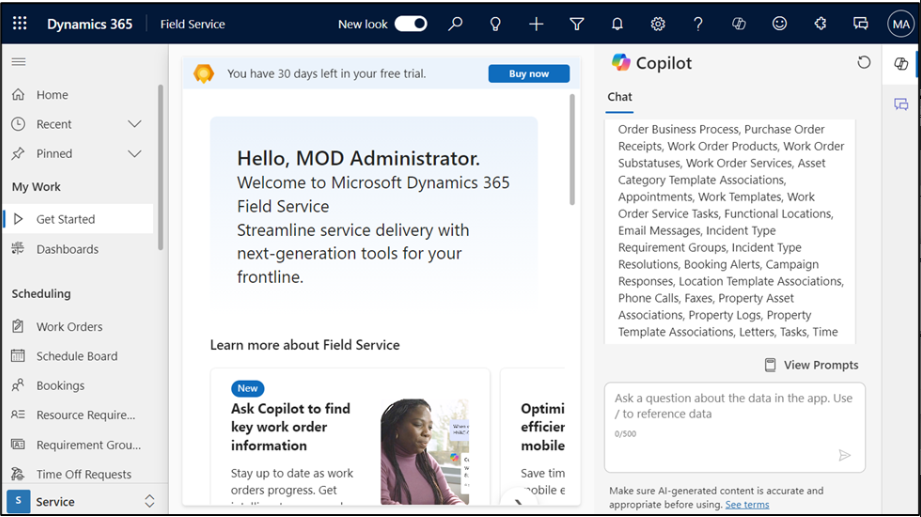 Dynamics 365
Field Service
New look
MA
Home
Recent
Pinned
My Work
Get Started
Dashboards
Scheduling
Work Orders
Schedule Board
Bookings
Resource Require...
Requirement Grou...
Time Off Requests
S
Service
You have 30 days left in your free trial.
Buy now
Hello, MOD Administrator.
Welcome to Microsoft Dynamics 365
Field Service
Streamline service delivery with
next-generation tools for your
frontline.
Learn more about Field Service
New
Ask Copilot to find
key work order
information
Stay up to date as work
orders progress. Get
Optimi
efficien
mobile
Save tim
mobile e
Copilot
Chat
Order Business Process, Purchase Order
Receipts, Work Order Products, Work Order
Substatuses, Work Order Services, Asset
Category Template Associations,
Appointments, Work Templates, Work
Order Service Tasks, Functional Locations,
Email Messages, Incident Type
Requirement Groups, Incident Type
Resolutions, Booking Alerts, Campaign
Responses, Location Template Associations,
Phone Calls, Faxes, Property Asset
Associations, Property Logs, Property
Template Associations, Letters, Tasks, Time
View Prompts
Ask a question about the data in the app. Use
/ to reference data
0/500
Make sure AI-generated content is accurate and
appropriate before using. See terms